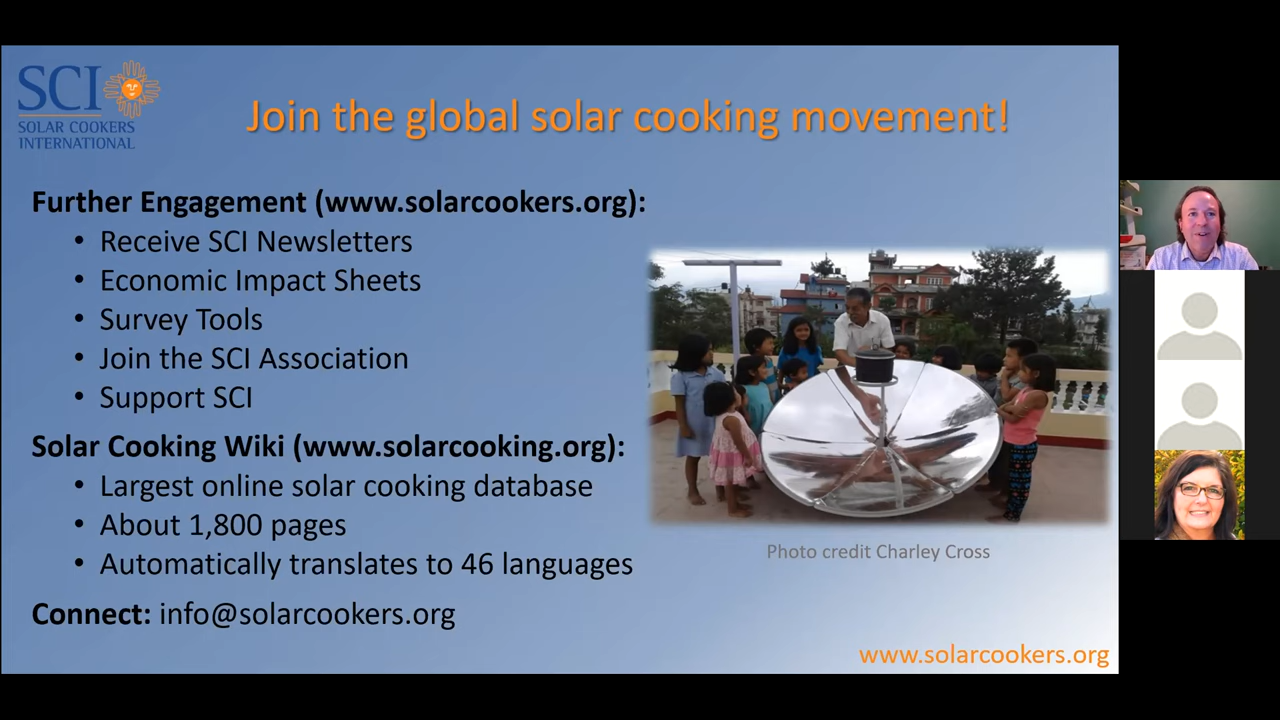 SCI
SOLAR COOKERS
INTERNATIONAL
Join the global solar cooking movement!
Further Engagement (www.solarcookers.org):
• Receive SCI Newsletters
• Economic Impact Sheets
• Survey Tools
• Join the SCI Association
• Support SCI
Solar Cooking Wiki (www.solarcooking.org):
• Largest online solar cooking database
• About 1,800 pages
• Automatically translates to 46 languages
Connect: info@solarcookers.org
Photo credit Charley Cross
www.solarcookers.org